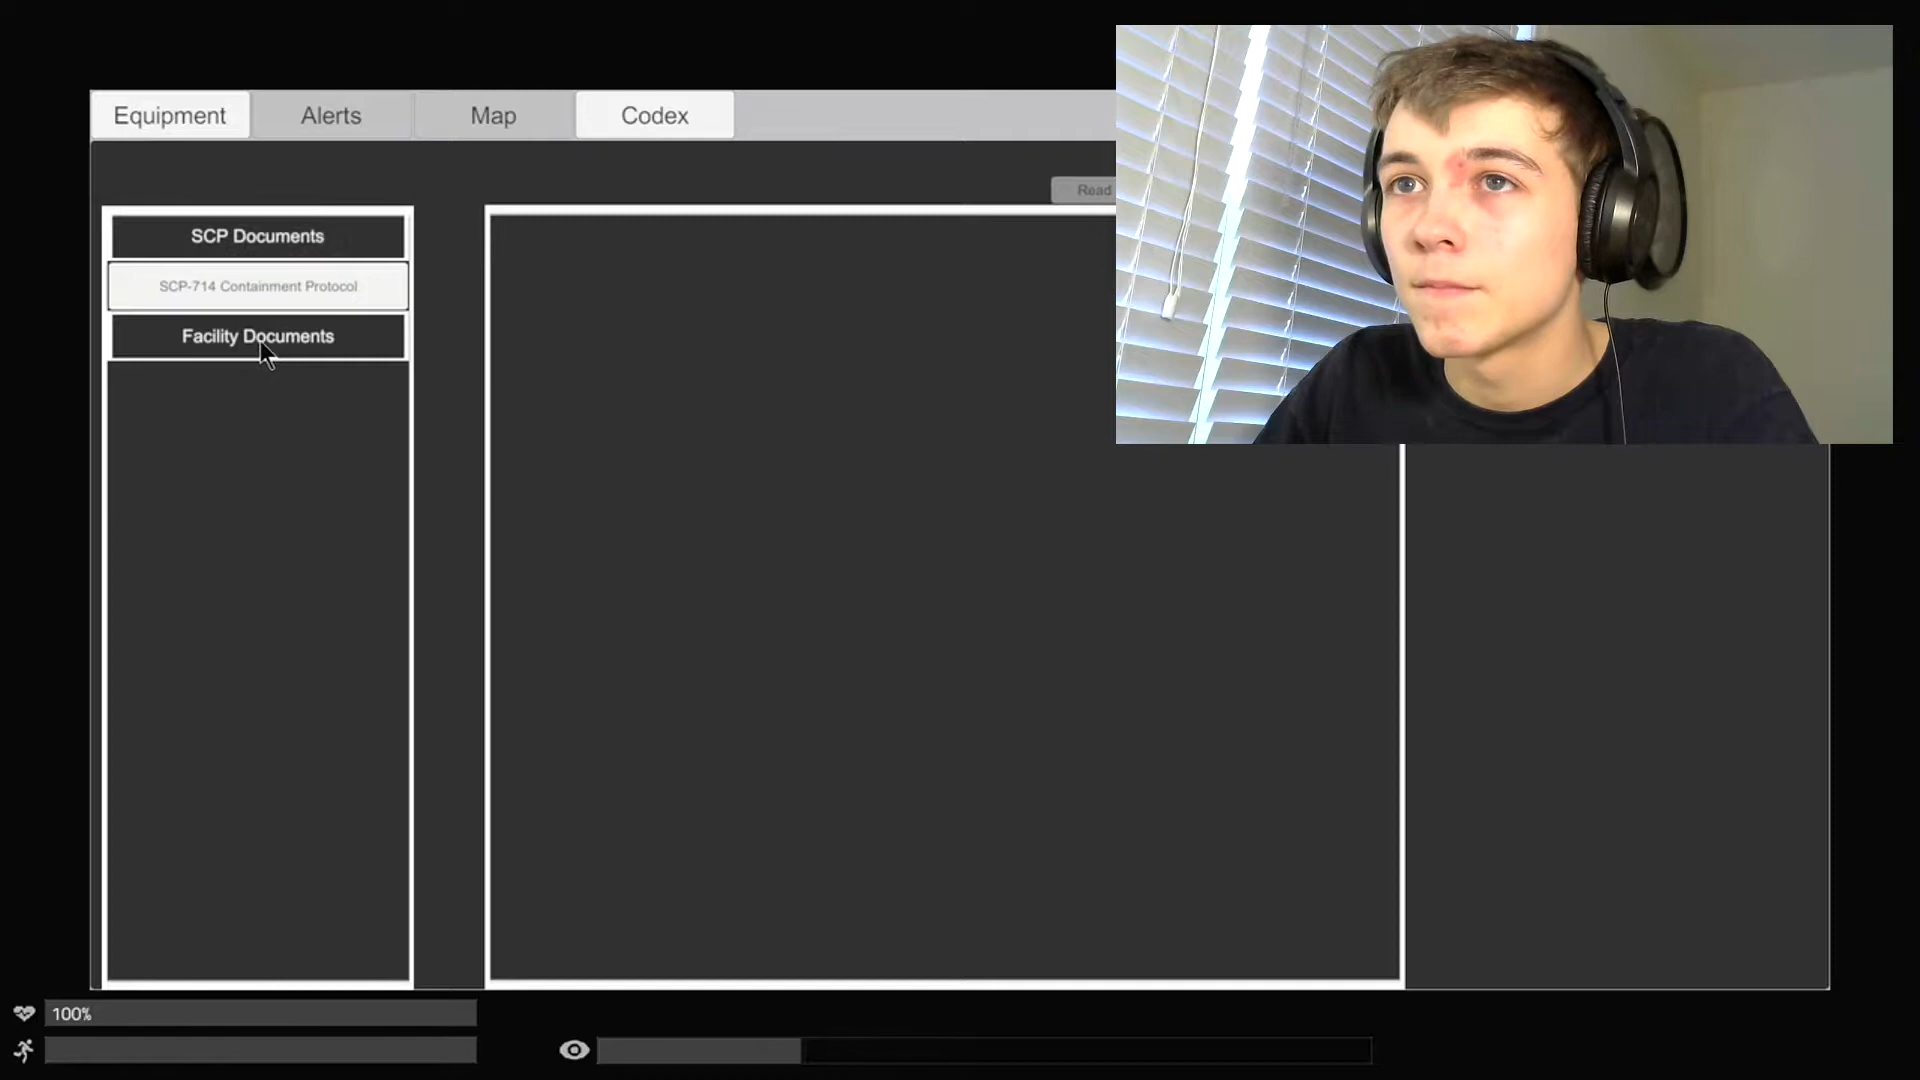 Equipment
Alerts
Map
Codex
Read
SCP Documents
SCP-714 Containment Protocol
Facility Documents
100%